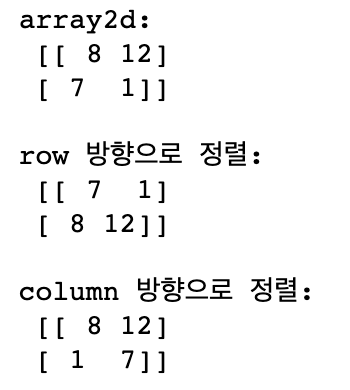 array2d:
[[ 8 12]
[ 7  1]]
row 방향으로 정렬:
[[ 7  1]
[ 8 12]]
column 방향으로 정렬:
[[ 8 12]
[ 1  7]]